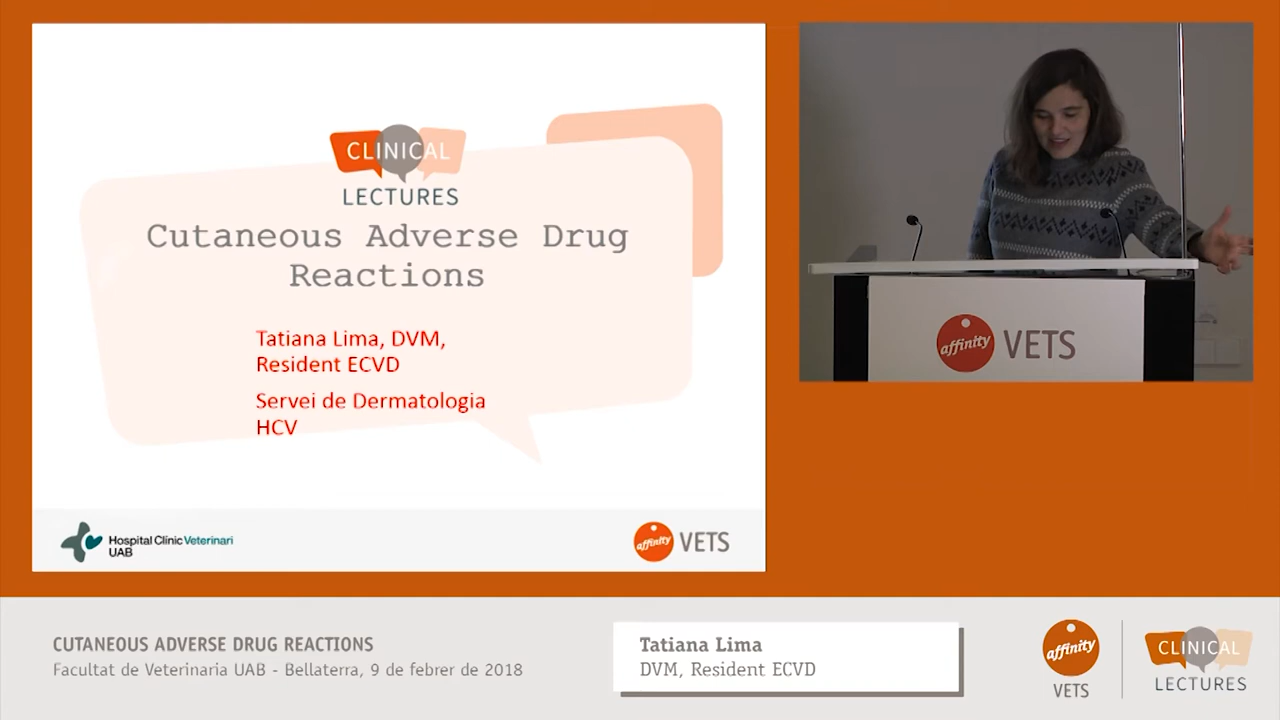 CLINICAL
LECTURES
Cutaneous Adverse Drug
Reactions
Tatiana Lima, DVM,
Resident ECVD
Servei de Dermatologia
HCV
Hospital Clínic Veterinari
UAB
affinity VETS
affinity VETS
CUTANEOUS ADVERSE DRUG REACTIONS
Facultat de Veterinaria UAB - Bellaterra, 9 de febrer de 2018
Tatiana Lima
DVM, Resident ECVD
affinity
VETS
CLINICAL
LECTURES